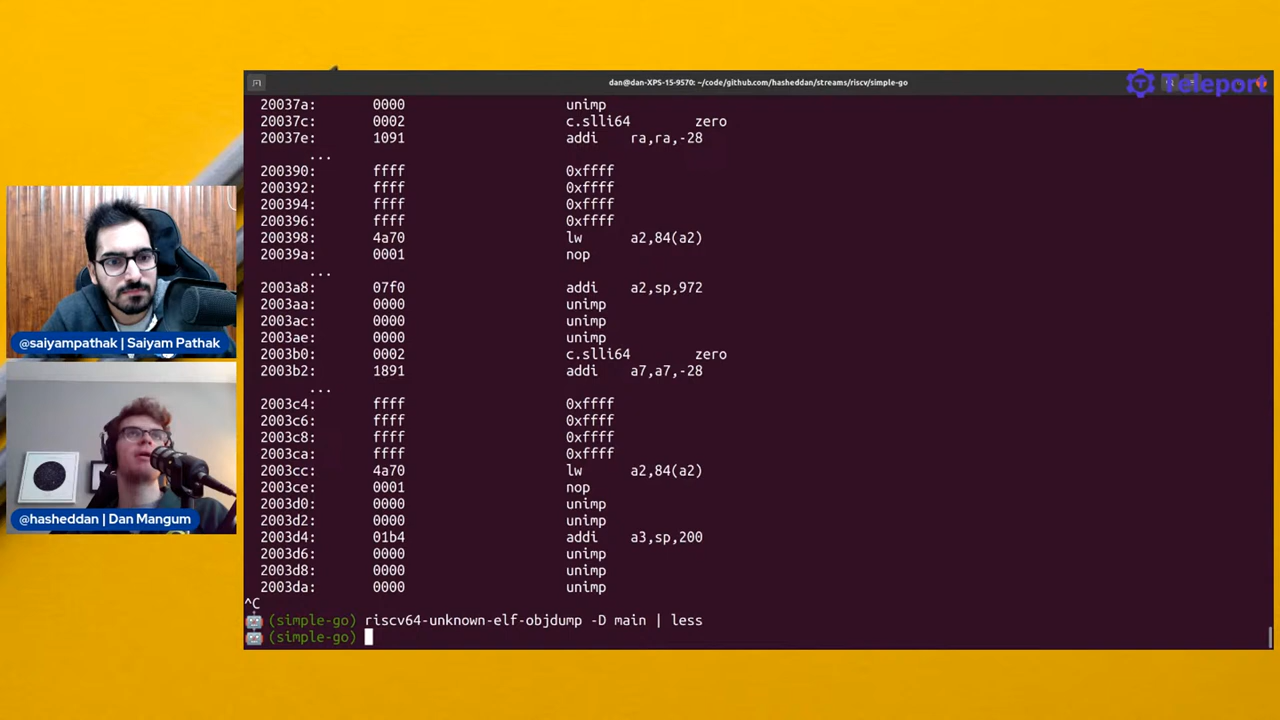 dan@dan-XPS-15-9570: ~/code/github.com/hasheddan/streams/riscv/simple-go
Teleport
20037a: 0000 unimp
20037c: 0002 c.slli64 zero
20037e: 1091 addi ra,ra,-28
...
200390: ffff 0xffff
200392: ffff 0xffff
200394: ffff 0xffff
200396: ffff 0xffff
200398: 4a70 lw a2,84(a2)
20039a: 0001 nop
...
2003a8: 07f0 addi a2,sp,972
2003aa: 0000 unimp
2003ac: 0000 unimp
2003ae: 0000 unimp
2003b0: 0002 c.slli64 zero
2003b2: 1891 addi a7,a7,-28
...
2003c4: ffff 0xffff
2003c6: ffff 0xffff
2003c8: ffff 0xffff
2003ca: ffff 0xffff
2003cc: 4a70 lw a2,84(a2)
2003ce: 0001 nop
2003d0: 0000 unimp
2003d2: 0000 unimp
2003d4: 01b4 addi a3,sp,200
2003d6: 0000 unimp
2003d8: 0000 unimp
2003da: 0000 unimp
^C
(simple-go) riscv64-unknown-elf-objdump -D main | less
(simple-go)
@saiyampathak | Saiyam Pathak
@hasheddan | Dan Mangum